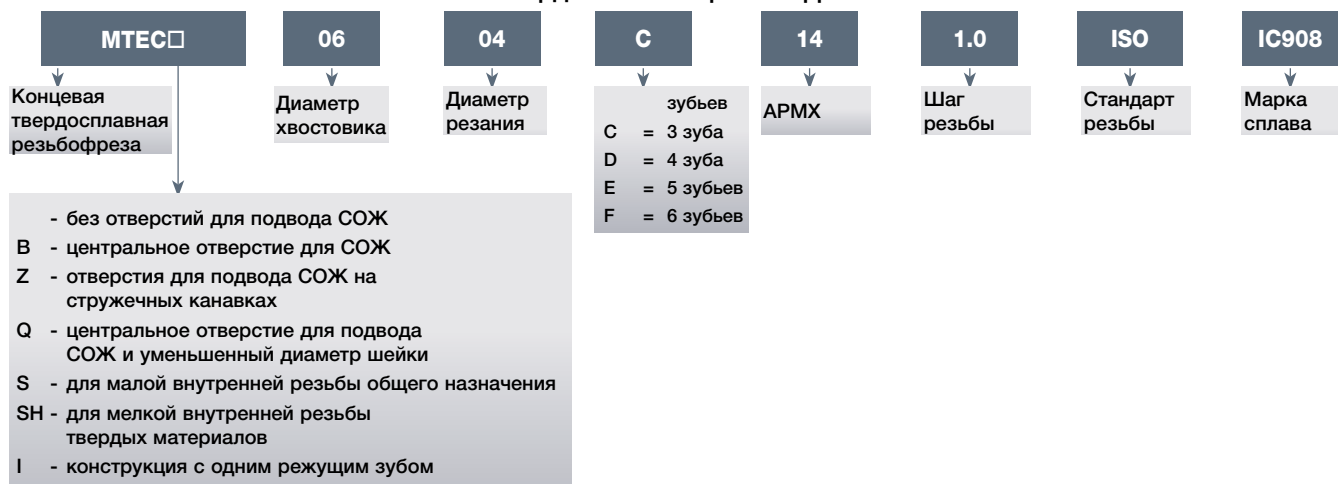 MTEC□ 06 04 C 14 1.0 ISO IC908
Концевая
твердосплавная
резьбофреза
Диаметр
хвостовика
Диаметр
резания
зубьев
C = 3 зуба
D = 4 зуба
E = 5 зубьев
F = 6 зубьев
APMX
Шаг
резьбы
Стандарт
резьбы
Марка
сплава
- без отверстий для подвода СОЖ
B - центральное отверстие для СОЖ
Z - отверстия для подвода СОЖ на
стружечных канавках
Q - центральное отверстие для подвода
СОЖ и уменьшенный диаметр шейки
S - для малой внутренней резьбы общего назначения
SH - для мелкой внутренней резьбы
твердых материалов
I - конструкция с одним режущим зубом